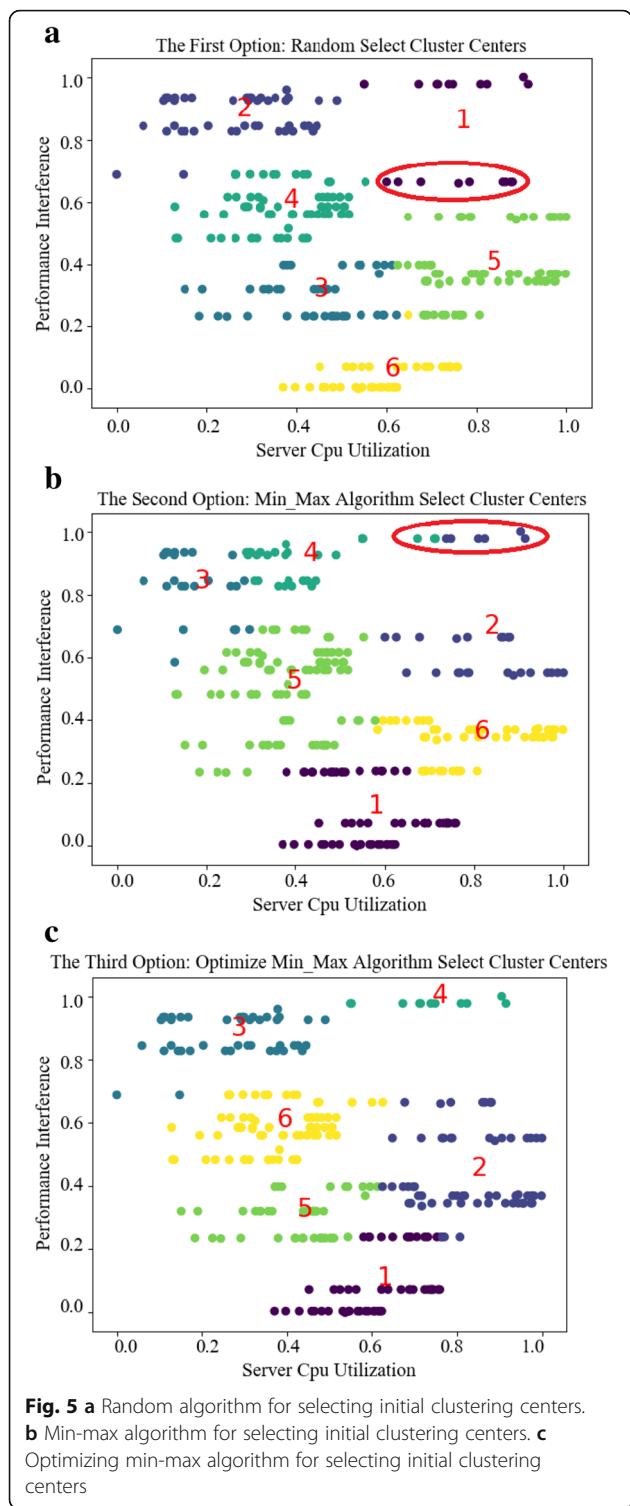 a
The First Option: Random Select Cluster Centers
1.0
0.8
0.6
0.4
0.2
0.0
Performance Interference
2
1
4
5
3
6
0.0 0.2 0.4 0.6 0.8 1.0
Server Cpu Utilization
b
The Second Option: Min_Max Algorithm Select Cluster Centers
1.0
0.8
0.6
0.4
0.2
0.0
Performance Interference
4
3
2
5
6
1
0.0 0.2 0.4 0.6 0.8 1.0
Server Cpu Utilization
c
The Third Option: Optimize Min_Max Algorithm Select Cluster Centers
1.0
0.8
0.6
0.4
0.2
0.0
Performance Interference
4
3
6
2
5
1
0.0 0.2 0.4 0.6 0.8 1.0
Server Cpu Utilization
Fig. 5 a Random algorithm for selecting initial clustering centers.
b Min-max algorithm for selecting initial clustering centers. c
Optimizing min-max algorithm for selecting initial clustering
centers